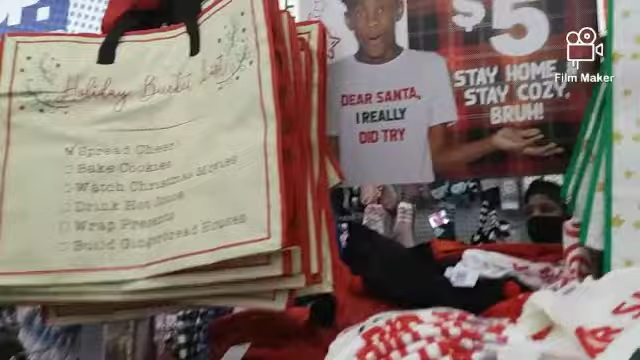 Holiday Bucket List
Spread Cheer
Bake Cookies
Watch Christmas Movies
Drink Hot Cocoa
Wrap Presents
Build Gingerbread Houses
DEAR SANTA,
I REALLY
DID TRY
$5
STAY HOME.
STAY COZY,
BRUH!
Film Maker